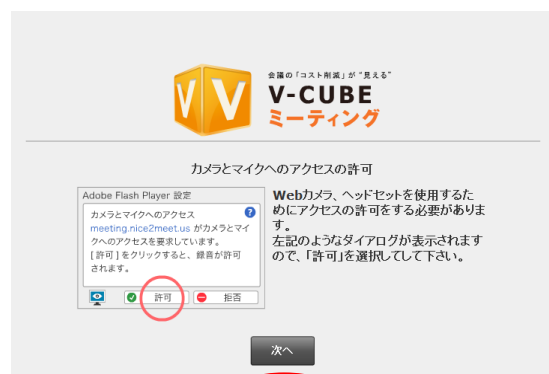 会議の「コスト削減」が“見える”
V-CUBE
ミーティング
カメラとマイクへのアクセスの許可
Adobe Flash Player 設定
カメラとマイクへのアクセス
meeting.nice2meet.us がカメラとマイ
クへのアクセスを要求しています。
[ 許可 ] をクリックすると、録音が許可
されます。
許可
拒否
Webカメラ、ヘッドセットを使用するた
めにアクセスの許可をする必要がありま
す。
左記のようなダイアログが表示されます
ので、「許可」を選択してして下さい。
次へ